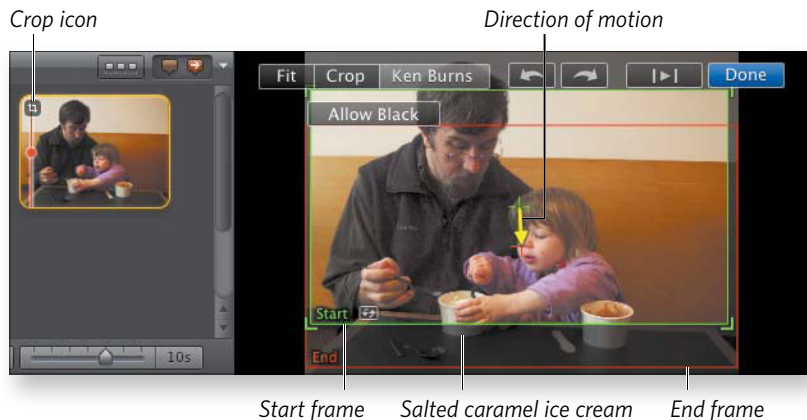 Crop icon
Direction of motion
Fit
Crop
Ken Burns
Done
Allow Black
Start
End
10s
Start frame
Salted caramel ice cream
End frame